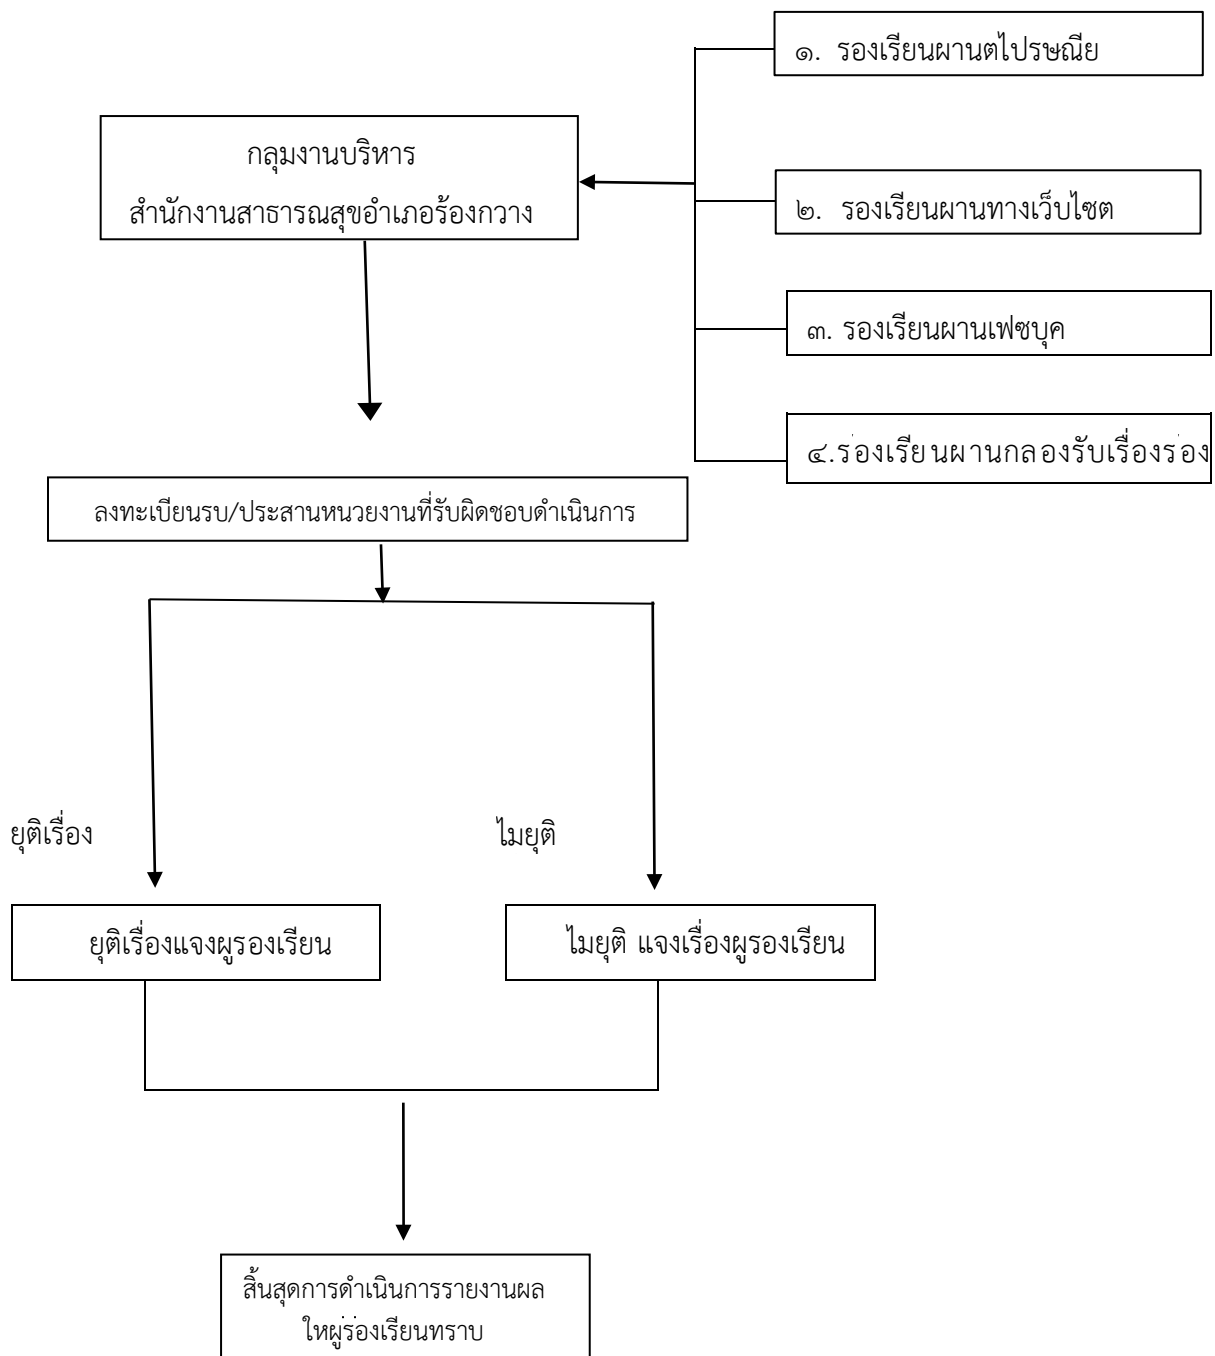 ๑. รองเรียนผานตไปรษณีย
กลุมงานบริหาร
สำนักงานสาธารณสุขอำเภอร้องกวาง
๒. รองเรียนผานทางเว็บไซต
๓. รองเรียนผานเฟซบุค
๔.ร่องเรียนผานกลองรับเรื่องร่อง
ลงทะเบียนรบ/ประสานหนวยงานที่รับผิดชอบดำเนินการ
ยุติเรื่อง
ไมยุติ
ยุติเรื่องแจงผูรองเรียน
ไมยุติ แจงเรื่องผูรองเรียน
สิ้นสุดการดำเนินการรายงานผล
ใหผู่ร่องเรียนทราบ